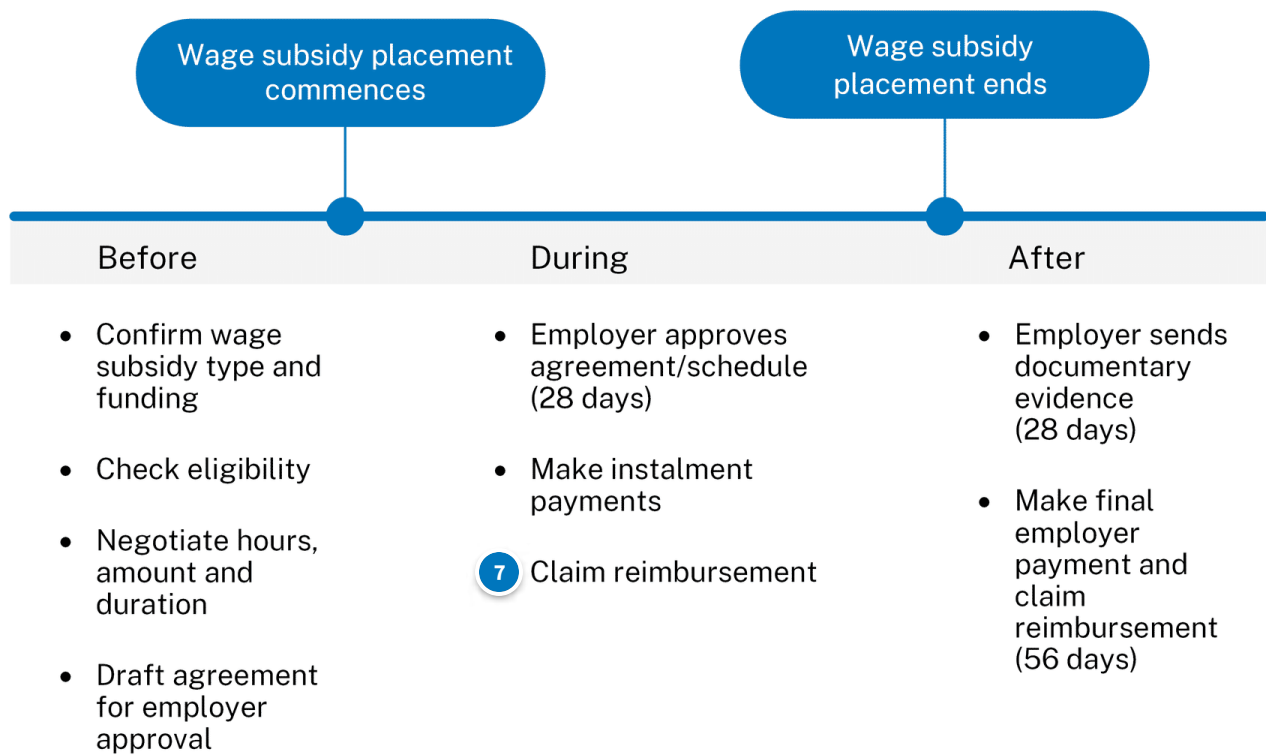 Wage subsidy placement
commences
Wage subsidy
placement ends
Before
During
After
• Confirm wage
subsidy type and
funding
• Check eligibility
• Negotiate hours,
amount and
duration
• Draft agreement
for employer
approval
• Employer approves
agreement/schedule
(28 days)
• Make instalment
payments
7 Claim reimbursement
• Employer sends
documentary
evidence
(28 days)
• Make final
employer
payment and
claim
reimbursement
(56 days)